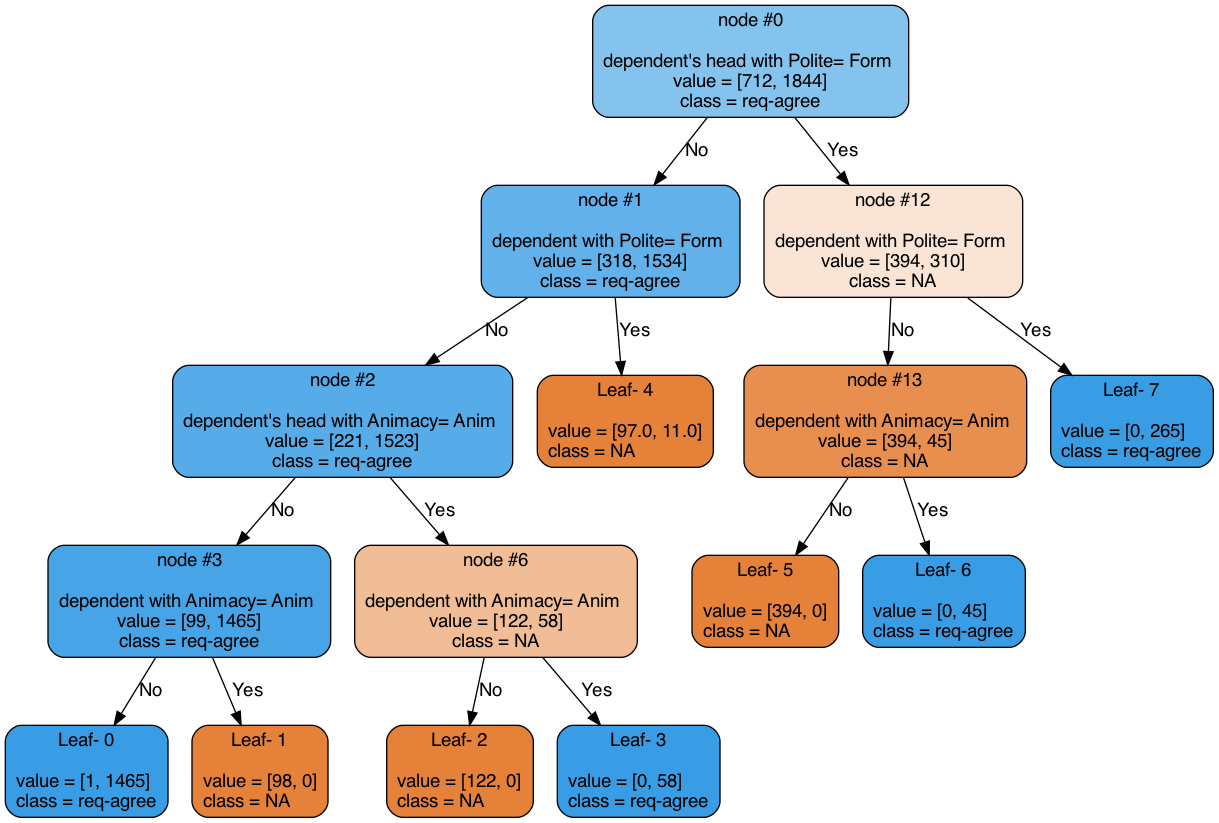 node #0
dependent's head with Polite= Form
value = [712, 1844]
class = req-agree
No
Yes
node #1
dependent with Polite= Form
value = [318, 1534]
class = req-agree
node #12
dependent with Polite= Form
value = [394, 310]
class = NA
No
Yes
No
Yes
node #2
dependent's head with Animacy= Anim
value = [221, 1523]
class = req-agree
Leaf- 4
value = [97.0, 11.0]
class = NA
node #13
dependent with Animacy= Anim
value = [394, 45]
class = NA
Leaf- 7
value = [0, 265]
class = req-agree
No
Yes
No
Yes
node #3
dependent with Animacy= Anim
value = [99, 1465]
class = req-agree
node #6
dependent with Animacy= Anim
value = [122, 58]
class = NA
Leaf- 5
value = [394, 0]
class = NA
Leaf- 6
value = [0, 45]
class = req-agree
No
Yes
No
Yes
Leaf- 0
value = [1, 1465]
class = req-agree
Leaf- 1
value = [98, 0]
class = NA
Leaf- 2
value = [122, 0]
class = NA
Leaf- 3
value = [0, 58]
class = req-agree